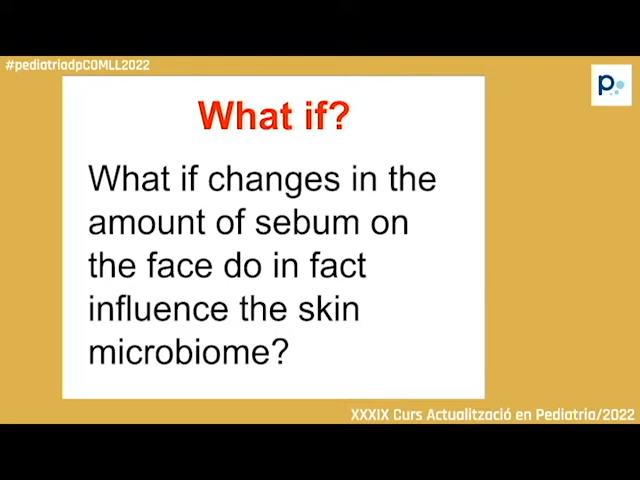 #pediatriadpCOMLL2022
p
What if?
What if changes in the
amount of sebum on
the face do in fact
influence the skin
microbiome?
XXXIX Curs Actualització en Pediatria/2022